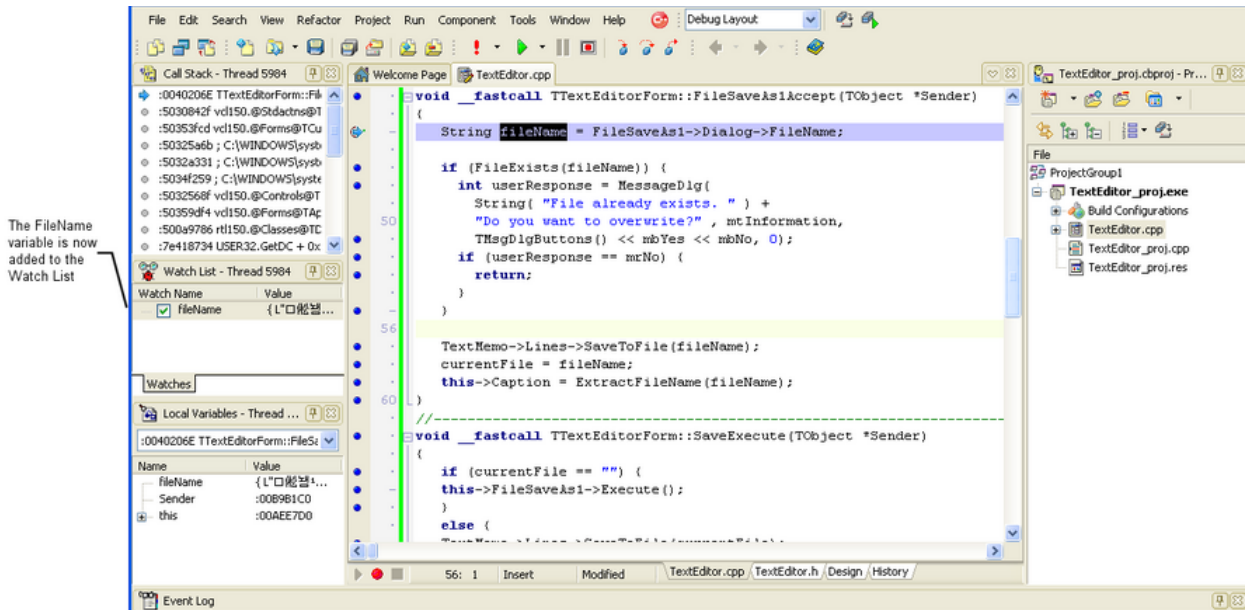 File Edit Search View Refactor Project Run Component Tools Window Help Debug Layout
Call Stack - Thread 5984
:0040206E TTextEditorForm::File
:5030842f vcl150.@Stdactns@T
:50353fcd vcl150.@Forms@TCu
:50325a6b ; C:\WINDOWS\syst
:5032a331 ; C:\WINDOWS\syst
:5034f259 ; C:\WINDOWS\syste
:5032568f vcl150.@Controls@T
:50359df4 vcl150.@Forms@TAp
:500a9786 rtl150.@Classes@TC
:7e418734 USER32.GetDC + 0x
The FileName
variable is now
added to the
Watch List
Watch List - Thread 5984
Watch Name Value
fileName
Watches
Local Variables - Thread ...
:0040206E TTextEditorForm::FileSa
Name Value
fileName
Sender :00B9B1C0
this :00AEE7D0
Welcome Page TextEditor.cpp
void __fastcall TTextEditorForm::FileSaveAs1Accept(TObject *Sender)
{
String fileName = FileSaveAs1->Dialog->FileName;
if (FileExists(fileName)) {
int userResponse = MessageDlg(
String( "File already exists. " ) +
50 "Do you want to overwrite?" , mtInformation,
TMsgDlgButtons() << mbYes << mbNo, 0);
if (userResponse == mrNo) {
return;
}
}
56
TextMemo->Lines->SaveToFile(fileName);
currentFile = fileName;
this->Caption = ExtractFileName(fileName);
60 }
//------------------------------------------------------------------------
void __fastcall TTextEditorForm::SaveExecute(TObject *Sender)
{
if (currentFile == "") {
this->FileSaveAs1->Execute();
}
else {
TextMemo->Lines->SaveToFile(currentFile);
56: 1 Insert Modified TextEditor.cpp TextEditor.h Design History
TextEditor_proj.cbproj - Pr...
File
ProjectGroup1
TextEditor_proj.exe
Build Configurations
TextEditor.cpp
TextEditor_proj.cpp
TextEditor_proj.res
Event Log